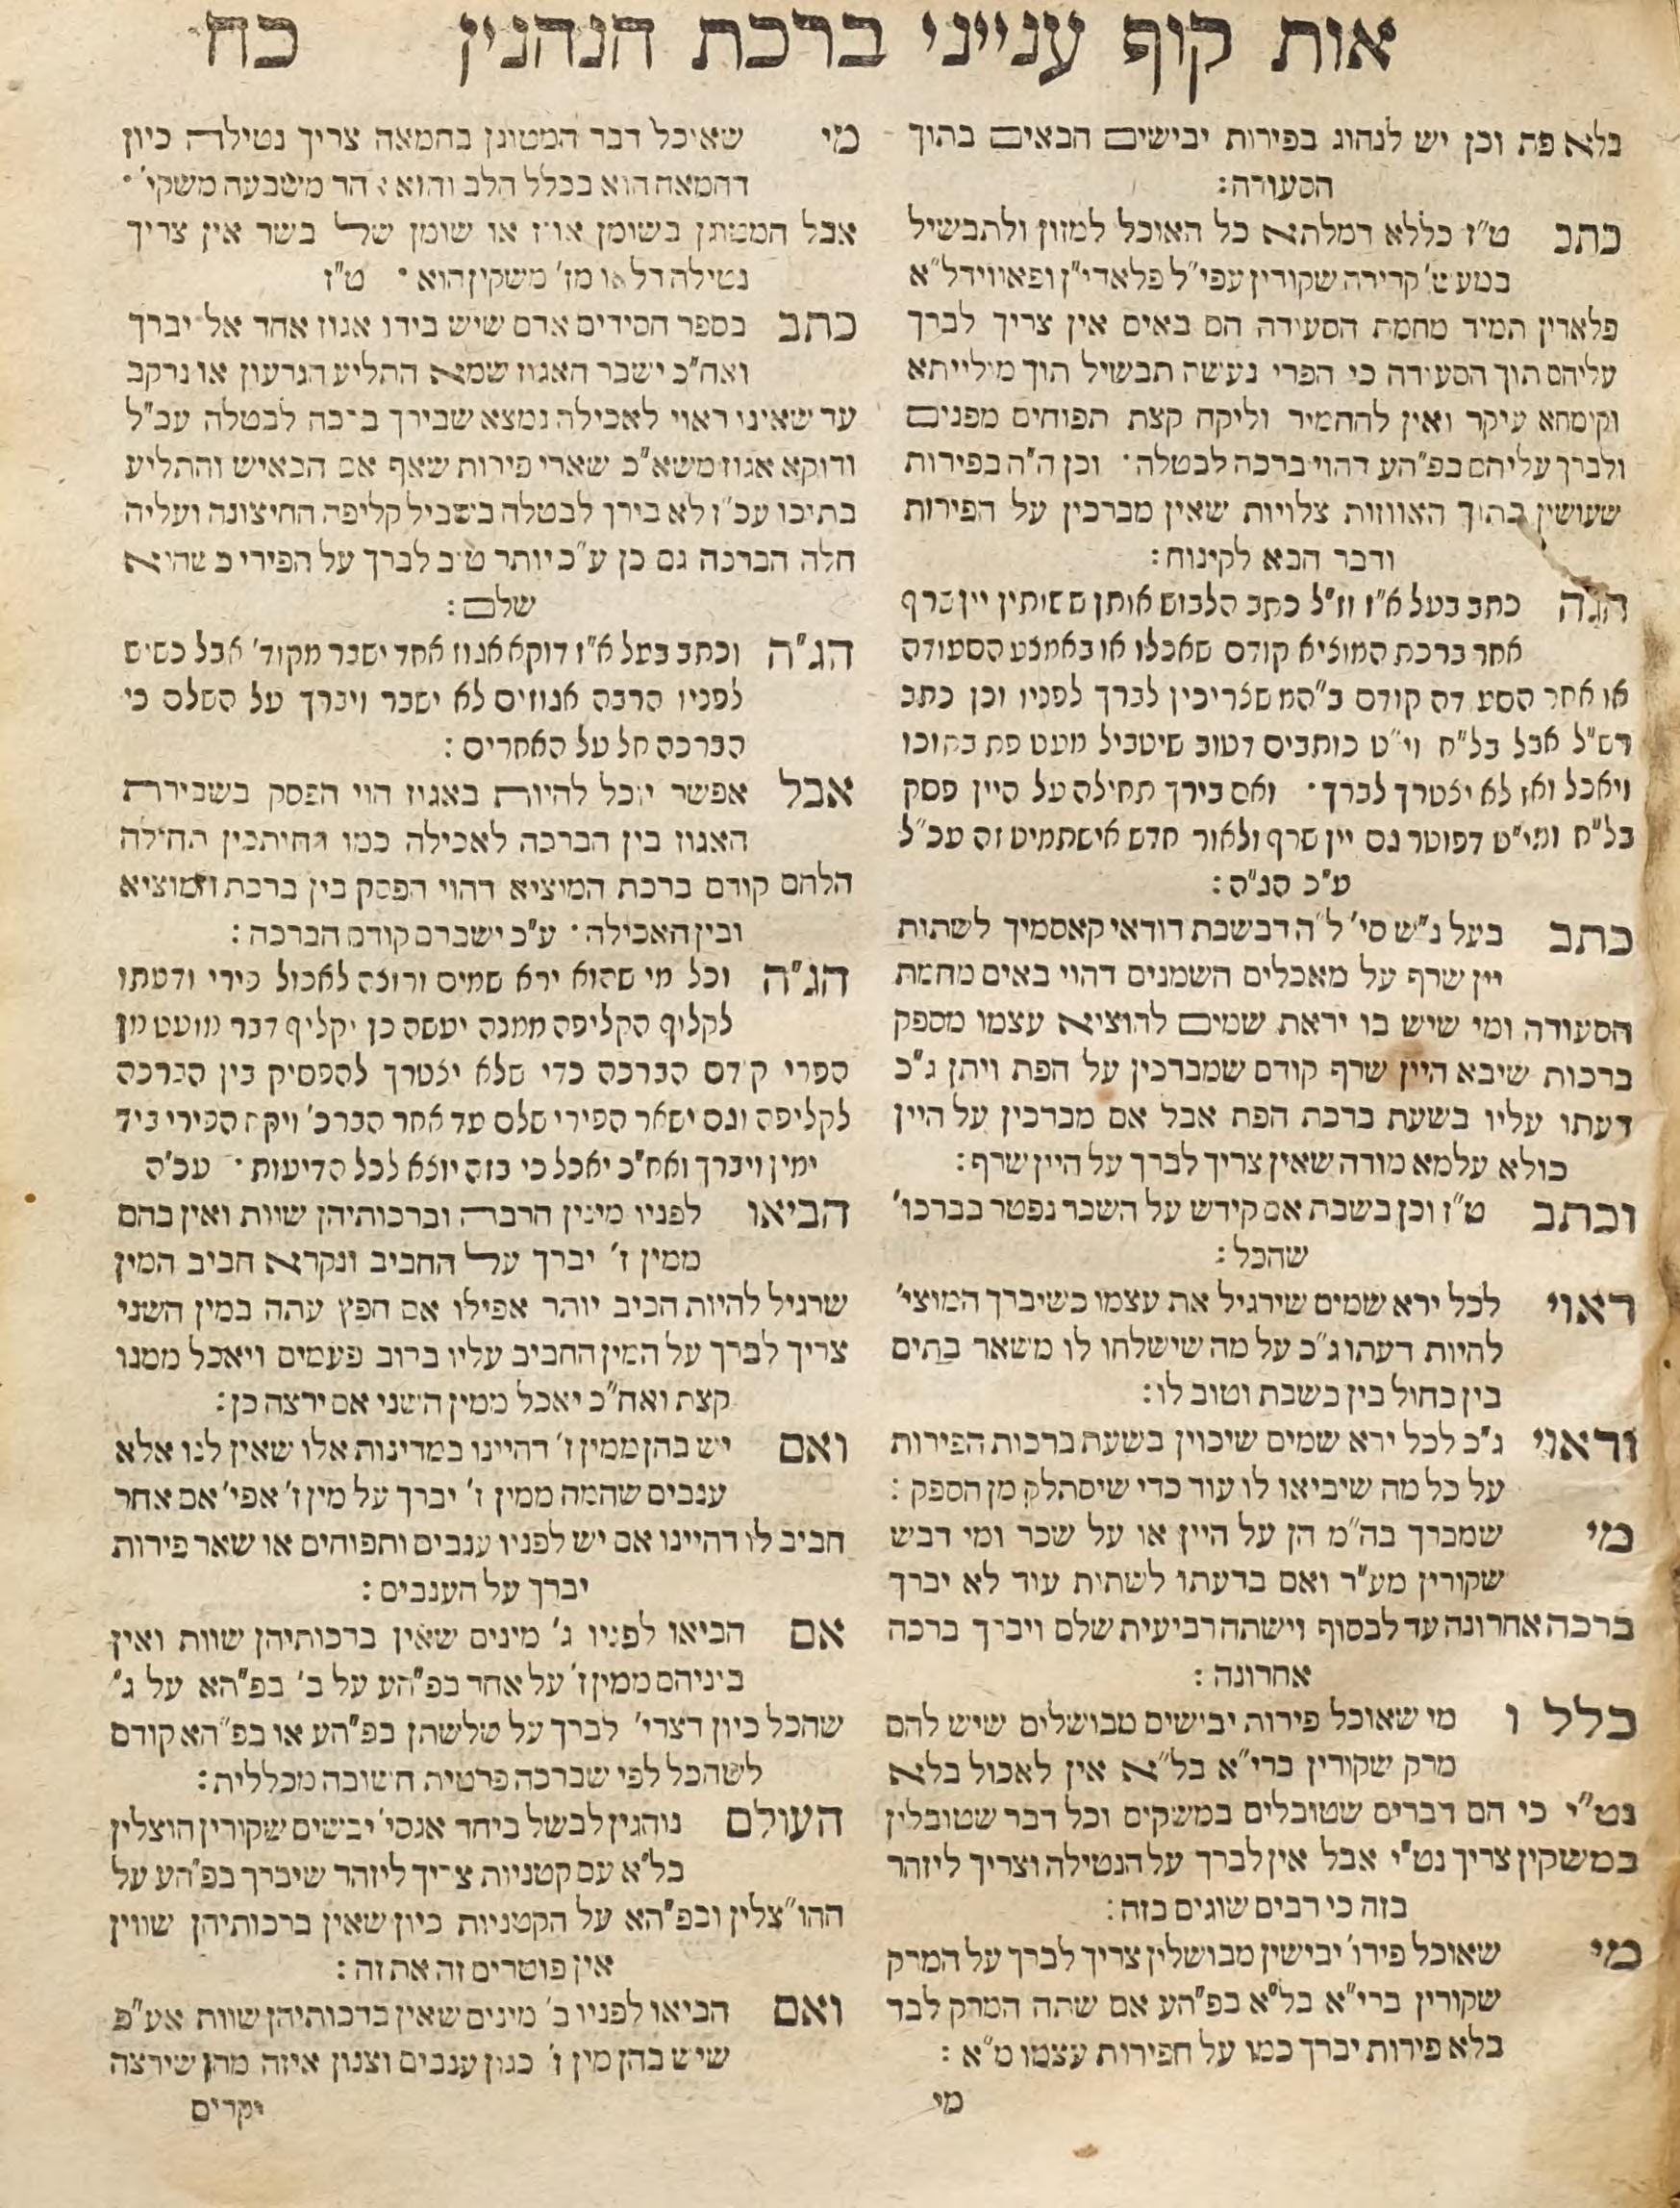 אות קוף ענייני ברכת הנהנין כח
בלא פת וכן יש לנהוג בפירות יבישים הבאים בתוך
הסעודה:
כתב ט"ז כללא דמלתא כל האוכל למזון ולתבשיל
במעט' קרירה שקורין עפי"ל פלאדי"ן ופאווידל"א
פלאדין תמיד מחמת הסעודה הם באים אין צריך לברך
עליהם תוך הסעודה כי הפרי נעשה תבשיל תוך מילייתא
וקימחא עיקר ואין להחמיר וליקח קצת תפוחים מפנים
ולברך עליהם בפ"הע דהוי ברכה לבטלה · וכן ה"ה בפירות
שעושין בתוך האווזות צלויות שאין מברכין על הפירות
ודבר הבא לקינוח:
הגה כתב בעל א"ז וז"ל כתב הלבוש אותן ששותין יין שרף
אחר ברכת המוציא קודם שאכלו או באמצע הסעודה
או אחר הסעודה קודם ב"המ שצריכין לברך לפניו וכן כתב
רש"ל אבל בל"ח וי"ט כותבים דטוב שיטביל מעט פת בתוכו
ויאכל ואז לא יצטרך לברך · ואם בירך תחילה על היין פסק
בל"ח ומי"ט דפוטר גם יין שרף ולאור חדש אישתמיט זה עכ"ל
ע"כ הג"ה:
כתב בעל נ"ש סי' ל"ה דבשבת דודאי קאסמיך לשתות
יין שרף על מאכלים השמנים דהוי באים מחמת
הסעודה ומי שיש בו יראת שמים להוציא עצמו מספק
ברכות שיבא היין שרף קודם שמברכין על הפת ויתן ג"כ
דעתו עליו בשעת ברכת הפת אבל אם מברכין על היין
כולא עלמא מודה שאין צריך לברך על היין שרף:
וכתב ט"ז וכן בשבת אם קידש על השכר נפטר בברכו'
שהכל:
ראוי לכל ירא שמים שירגיל את עצמו כשיברך המוצי'
להיות דעתו ג"כ על מה שישלחו לו משאר בתים
בין בחול בין בשבת וטוב לו:
וראוי ג"כ לכל ירא שמים שיכוין בשעת ברכות הפירות
על כל מה שיביאו לו עוד כדי שיסתלק מן הספק:
מי שמברך בה"מ הן על היין או על שכר ומי דבש
שקורין מע"ד ואם בדעתו לשתות עוד לא יברך
ברכה אחרונה עד לבסוף וישתה רביעית שלם ויברך ברכה
אחרונה:
כלל ו מי שאוכל פירות יבישים מבושלים שיש להם
מרק שקורין ברי"א בל"א אין לאכול בלא
נט"י כי הם דברים שטובלים במשקים וכל דבר שטובלין
במשקין צריך נט"י אבל אין לברך על הנטילה וצריך ליזהר
בזה כי רבים שוגים בזה:
מי שאוכל פירו' יבישין מבושלין צריך לברך על המרק
שקורין ברי"א בל"א בפ"הע אם שתה המרק לבד
בלא פירות יברך כמו על הפירות עצמו מ"א:
מי
מי שאוכל דבר המטוגן בחמאה צריך נטילה כיון
דחמאה הוא בכלל חלב והוא אחד משבעה משקי' ·
אבל המטוגן בשומן אווז או שומן של בשר אין צריך
נטילה דלאו מז' משקין הוא · ט"ז
כתב בספר חסידים אדם שיש בידו אגוז אחד אל יברך
ואח"כ ישבר האגוז שמא התליע הגרעון או נרקב
עד שאינו ראוי לאכילה נמצא שבירך ברכה לבטלה עכ"ל
ודוקא אגוז משא"כ שארי פירות שאף אם הבאיש והתליע
בתיכו עכ"ז לא בירך לבטלה בשביל קליפה החיצונה ועליה
חלה הברכה גם כן ע"כ יותר טוב לברך על הפירי כשהוא
שלם:
הג"ה וכתב בעל א"ז דוקא אגוז אחד ישבר מקוד' אבל כשיש
לפניו הרבה אגוזים לא ישבר ויברך על השלם כי
הברכה חל על האחרים:
אבל אפשר יוכל להיות באגוז הוי הפסק בשבירת
האגוז בין הברכה לאכילה כמו וחיתכין תחילה
הלחם קודם ברכת המוציא דהוי הפסק בין ברכת המוציא
ובין האכילה · ע"כ ישברם קודם הברכה:
הג"ה וכל מי שהוא ירא שמים ורוצה לאכול פירי ודעתו
לקלוף הקליפה ממנה יעשה כן יקליף דבר מועט מן
הפרי קודם הברכה כדי שלא יצטרך להפסיק בין הברכה
לקליפה וגם ישאר הפירי שלם עד אחר הברכ' ויקח הפירי ביד
ימין ויברך ואח"כ יאכל כי בזה יוצא לכל הדיעות · עכ"ה
הביאו לפניו מינין הרבה וברכותיהן שוות ואין בהם
ממין ז' יברך על החביב ונקרא חביב המין
שרגיל להיות חביב יותר אפילו אם חפץ עתה במין השני
צריך לברך על המין החביב עליו ברוב פעמים ויאכל ממנו
קצת ואח"כ יאכל ממין השני אם ירצה כן:
ואם יש בהן ממין ז' דהיינו במדינות אלו שאין לנו אלא
ענבים שהמה ממין ז' יברך על מין ז' אפי' אם אחר
חביב לו דהיינו אם יש לפניו ענבים ותפוחים או שאר פירות
יברך על הענבים:
אם הביאו לפניו ג' מינים שאין ברכותיהן שוות ואין
ביניהם ממין ז' על אחד בפ"הע על ב' בפ"הא על ג'
שהכל כיון דצרי' לברך על שלשתן בפ"הע או בפ"הא קודם
לשהכל לפי שברכה פרטית חשובה מכללית:
העולם נוהגין לבשל ביחד אגסי' יבשים שקורין הוצלין
בל"א עם קטניות צריך ליזהר שיברך בפ"הע על
ההו"צלין ובפ"הא על הקטניות כיון שאין ברכותיהן שווין
אין פוטרים זה את זה:
ואם הביאו לפניו ב' מינים שאין ברכותיהן שוות אע"פ
שיש בהן מין ז' כגון ענבים וצנון איזה מהן שירצה
יקדים